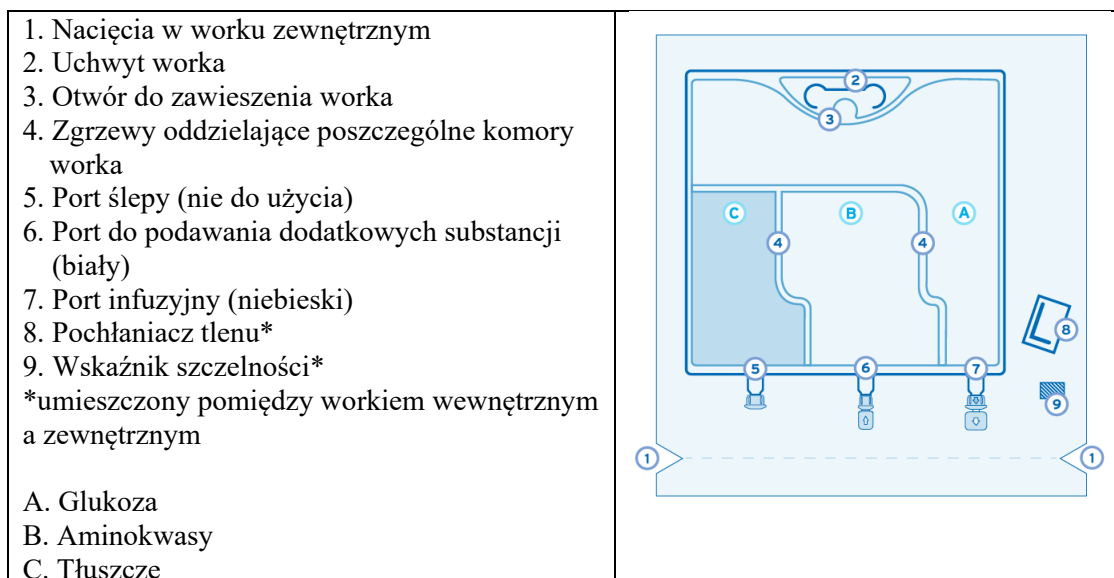 1. Nacięcia w worku zewnętrznym
2. Uchwyt worka
3. Otwór do zawieszenia worka
4. Zgrzewy oddzielające poszczególne komory
worka
5. Port ślepy (nie do użycia)
6. Port do podawania dodatkowych substancji
(biały)
7. Port infuzyjny (niebieski)
8. Pochłaniacz tlenu*
9. Wskaźnik szczelności*
*umieszczony pomiędzy workiem wewnętrznym
a zewnętrznym
A. Glukoza
B. Aminokwasy
C. Tłuszcze
2
3
C
B
A
4
4
8
5
6
7
9
1
1